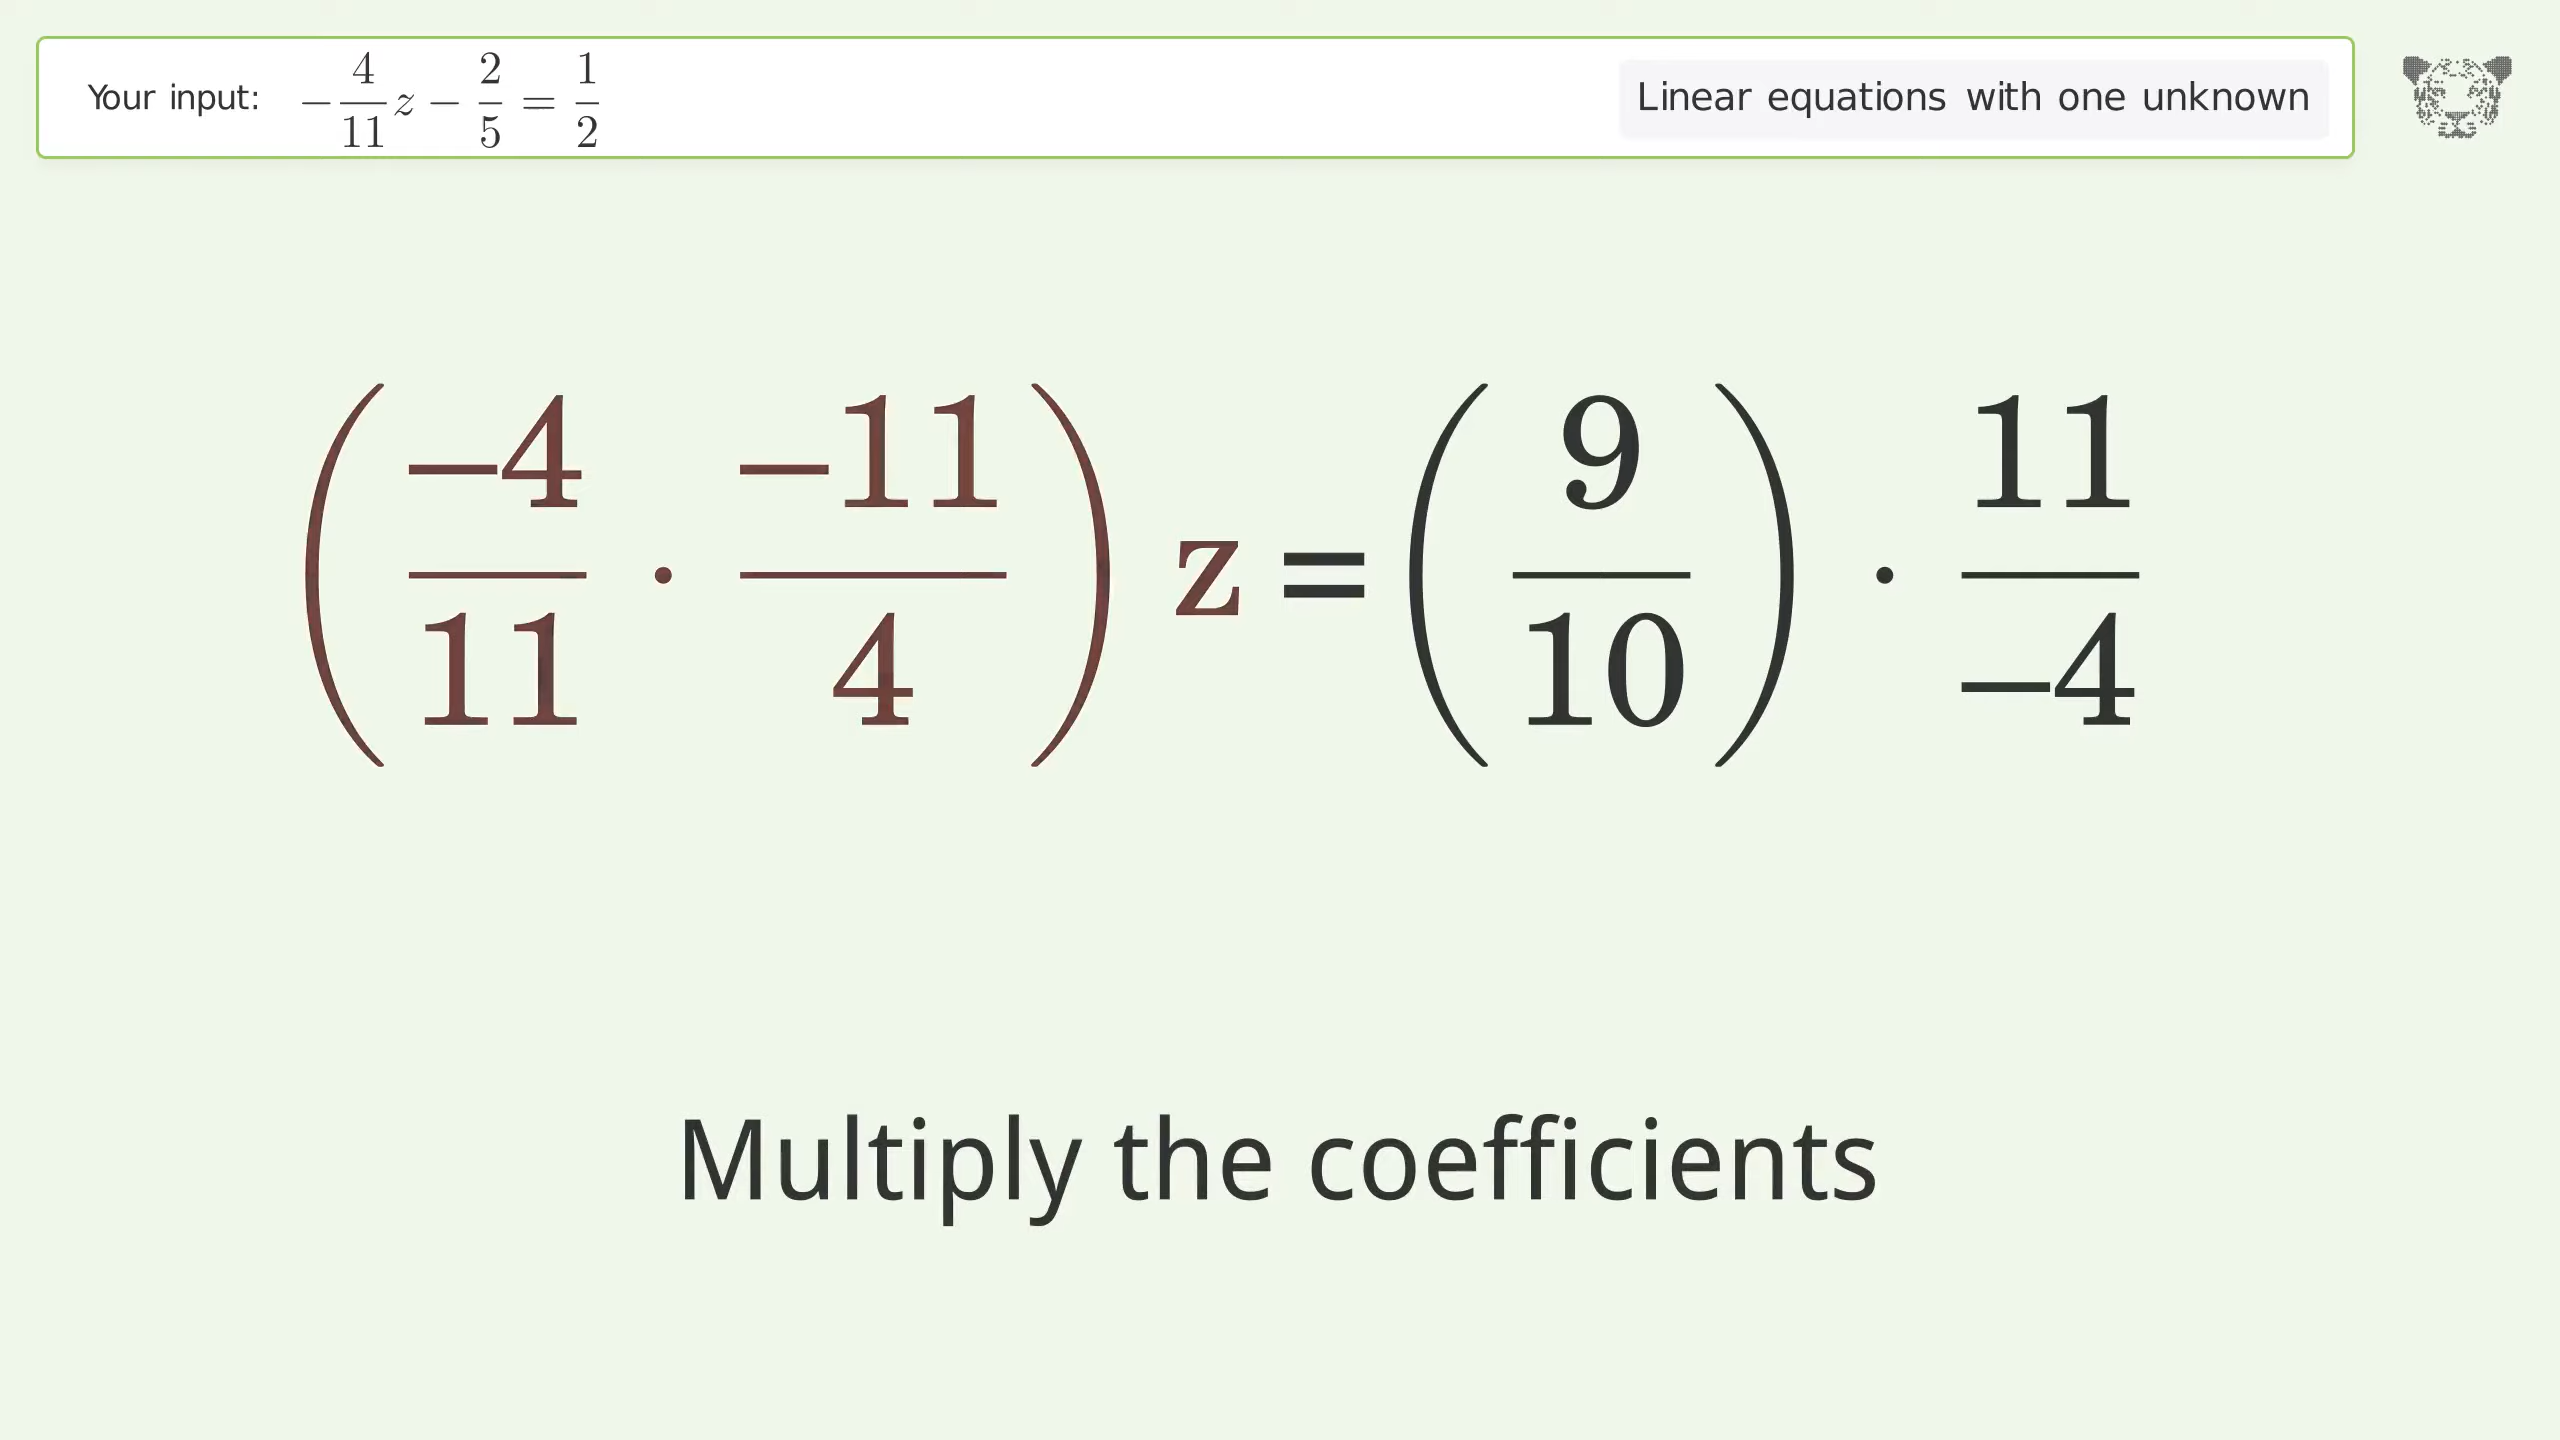 Your input: −4/11 z − 2/5 = 1/2
Linear equations with one unknown
(−4/11 · −11/4) z = (9/10) · 11/−4
Multiply the coefficients